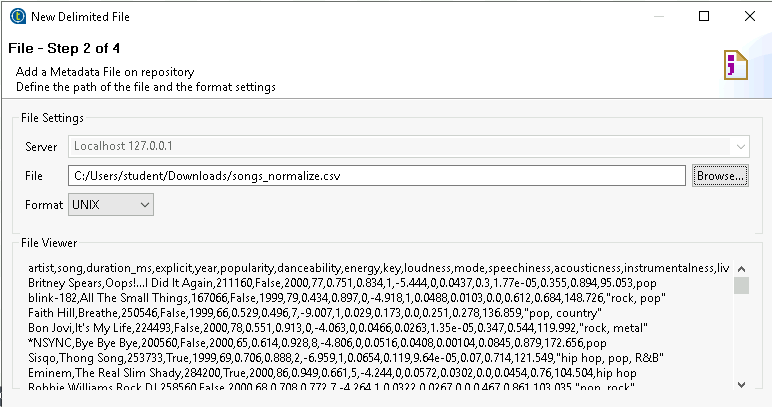 New Delimited File
File - Step 2 of 4
Add a Metadata File on repository
Define the path of the file and the format settings
File Settings
Server Localhost 127.0.0.1
File C:/Users/student/Downloads/songs_normalize.csv Browse...
Format UNIX
File Viewer
artist,song,duration_ms,explicit,year,popularity,danceability,energy,key,loudness,mode,speechiness,acousticness,instrumentalness,liv
Britney Spears,Oops!...I Did It Again,211160,False,2000,77,0.751,0.834,1,-5.444,0,0.0437,0.3,1.77e-05,0.355,0.894,95.053,pop
blink-182,All The Small Things,167066,False,1999,79,0.434,0.897,0,-4.918,1,0.0488,0.0103,0.0,0.612,0.684,148.726,"rock, pop"
Faith Hill,Breathe,250546,False,1999,66,0.529,0.496,7,-9.007,1,0.029,0.173,0.0,0.251,0.278,136.859,"pop, country"
Bon Jovi,It's My Life,224493,False,2000,78,0.551,0.913,0,-4.063,0,0.0466,0.0263,1.35e-05,0.347,0.544,119.992,"rock, metal"
*NSYNC,Bye Bye Bye,200560,False,2000,65,0.614,0.928,8,-4.806,0,0.0516,0.0408,0.00104,0.0845,0.879,172.656,pop
Sisqo,Thong Song,253733,True,1999,69,0.706,0.888,2,-6.959,1,0.0654,0.119,9.64e-05,0.07,0.714,121.549,"hip hop, pop, R&B"
Eminem,The Real Slim Shady,284200,True,2000,86,0.949,0.661,5,-4.244,0,0.0572,0.0302,0.0,0.0454,0.76,104.504,hip hop
Robbie Williams,Rock DJ,258560,False,2000,68,0.708,0.772,7,-4.264,1,0.0322,0.0267,0.0,0.467,0.861,103.035,"pop, rock"